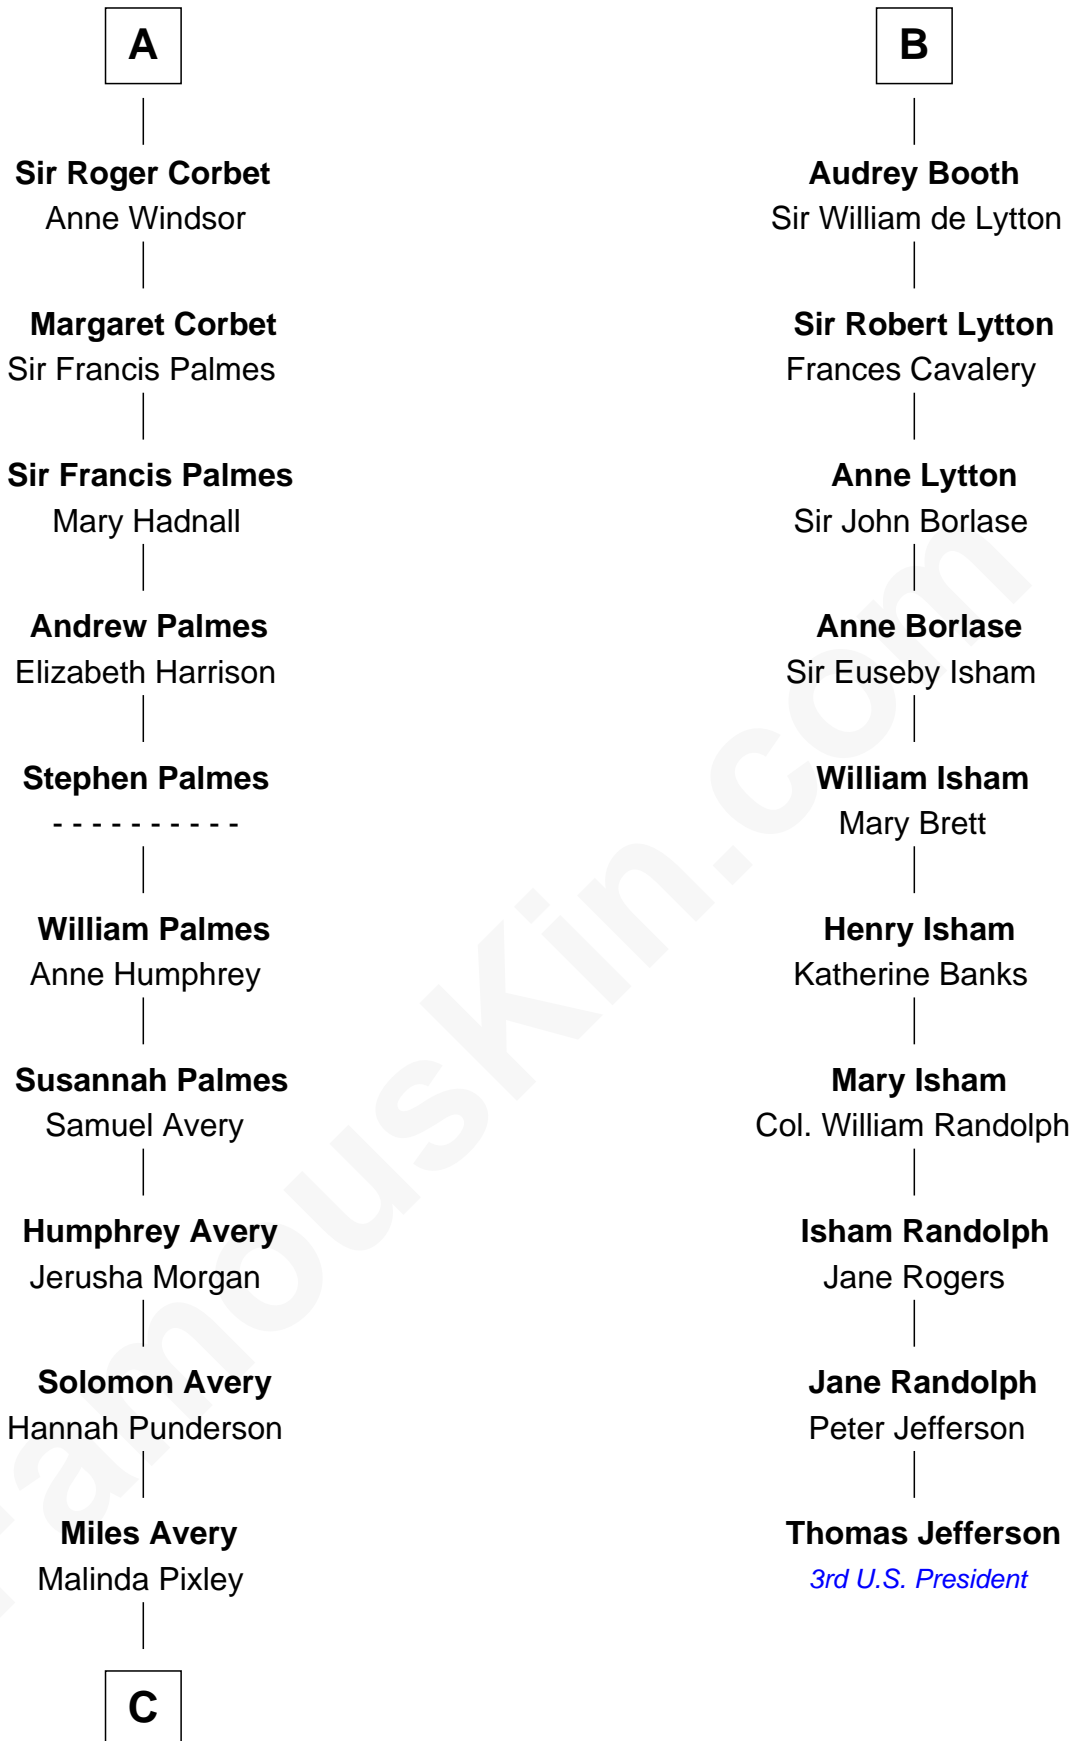 A
Sir Roger Corbet
Anne Windsor
Margaret Corbet
Sir Francis Palmes
Sir Francis Palmes
Mary Hadnall
Andrew Palmes
Elizabeth Harrison
Stephen Palmes
- - - - - - - - - -
William Palmes
Anne Humphrey
Susannah Palmes
Samuel Avery
Humphrey Avery
Jerusha Morgan
Solomon Avery
Hannah Punderson
Miles Avery
Malinda Pixley
C
B
Audrey Booth
Sir William de Lytton
Sir Robert Lytton
Frances Cavalery
Anne Lytton
Sir John Borlase
Anne Borlase
Sir Euseby Isham
William Isham
Mary Brett
Henry Isham
Katherine Banks
Mary Isham
Col. William Randolph
Isham Randolph
Jane Rogers
Jane Randolph
Peter Jefferson
Thomas Jefferson
3rd U.S. President
FamousKin.com